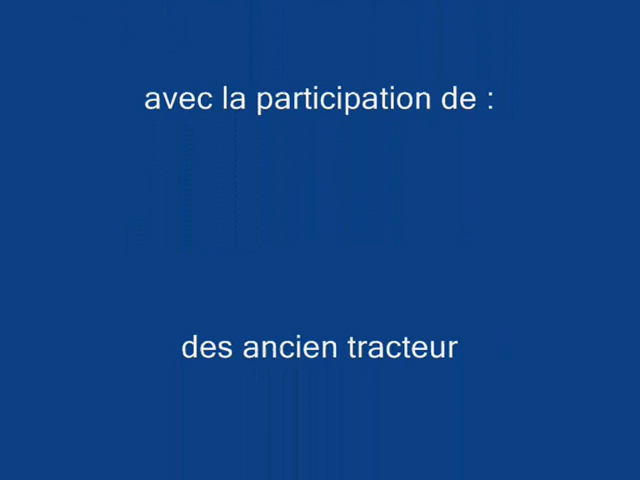 avec la participation de :
des ancien tracteur